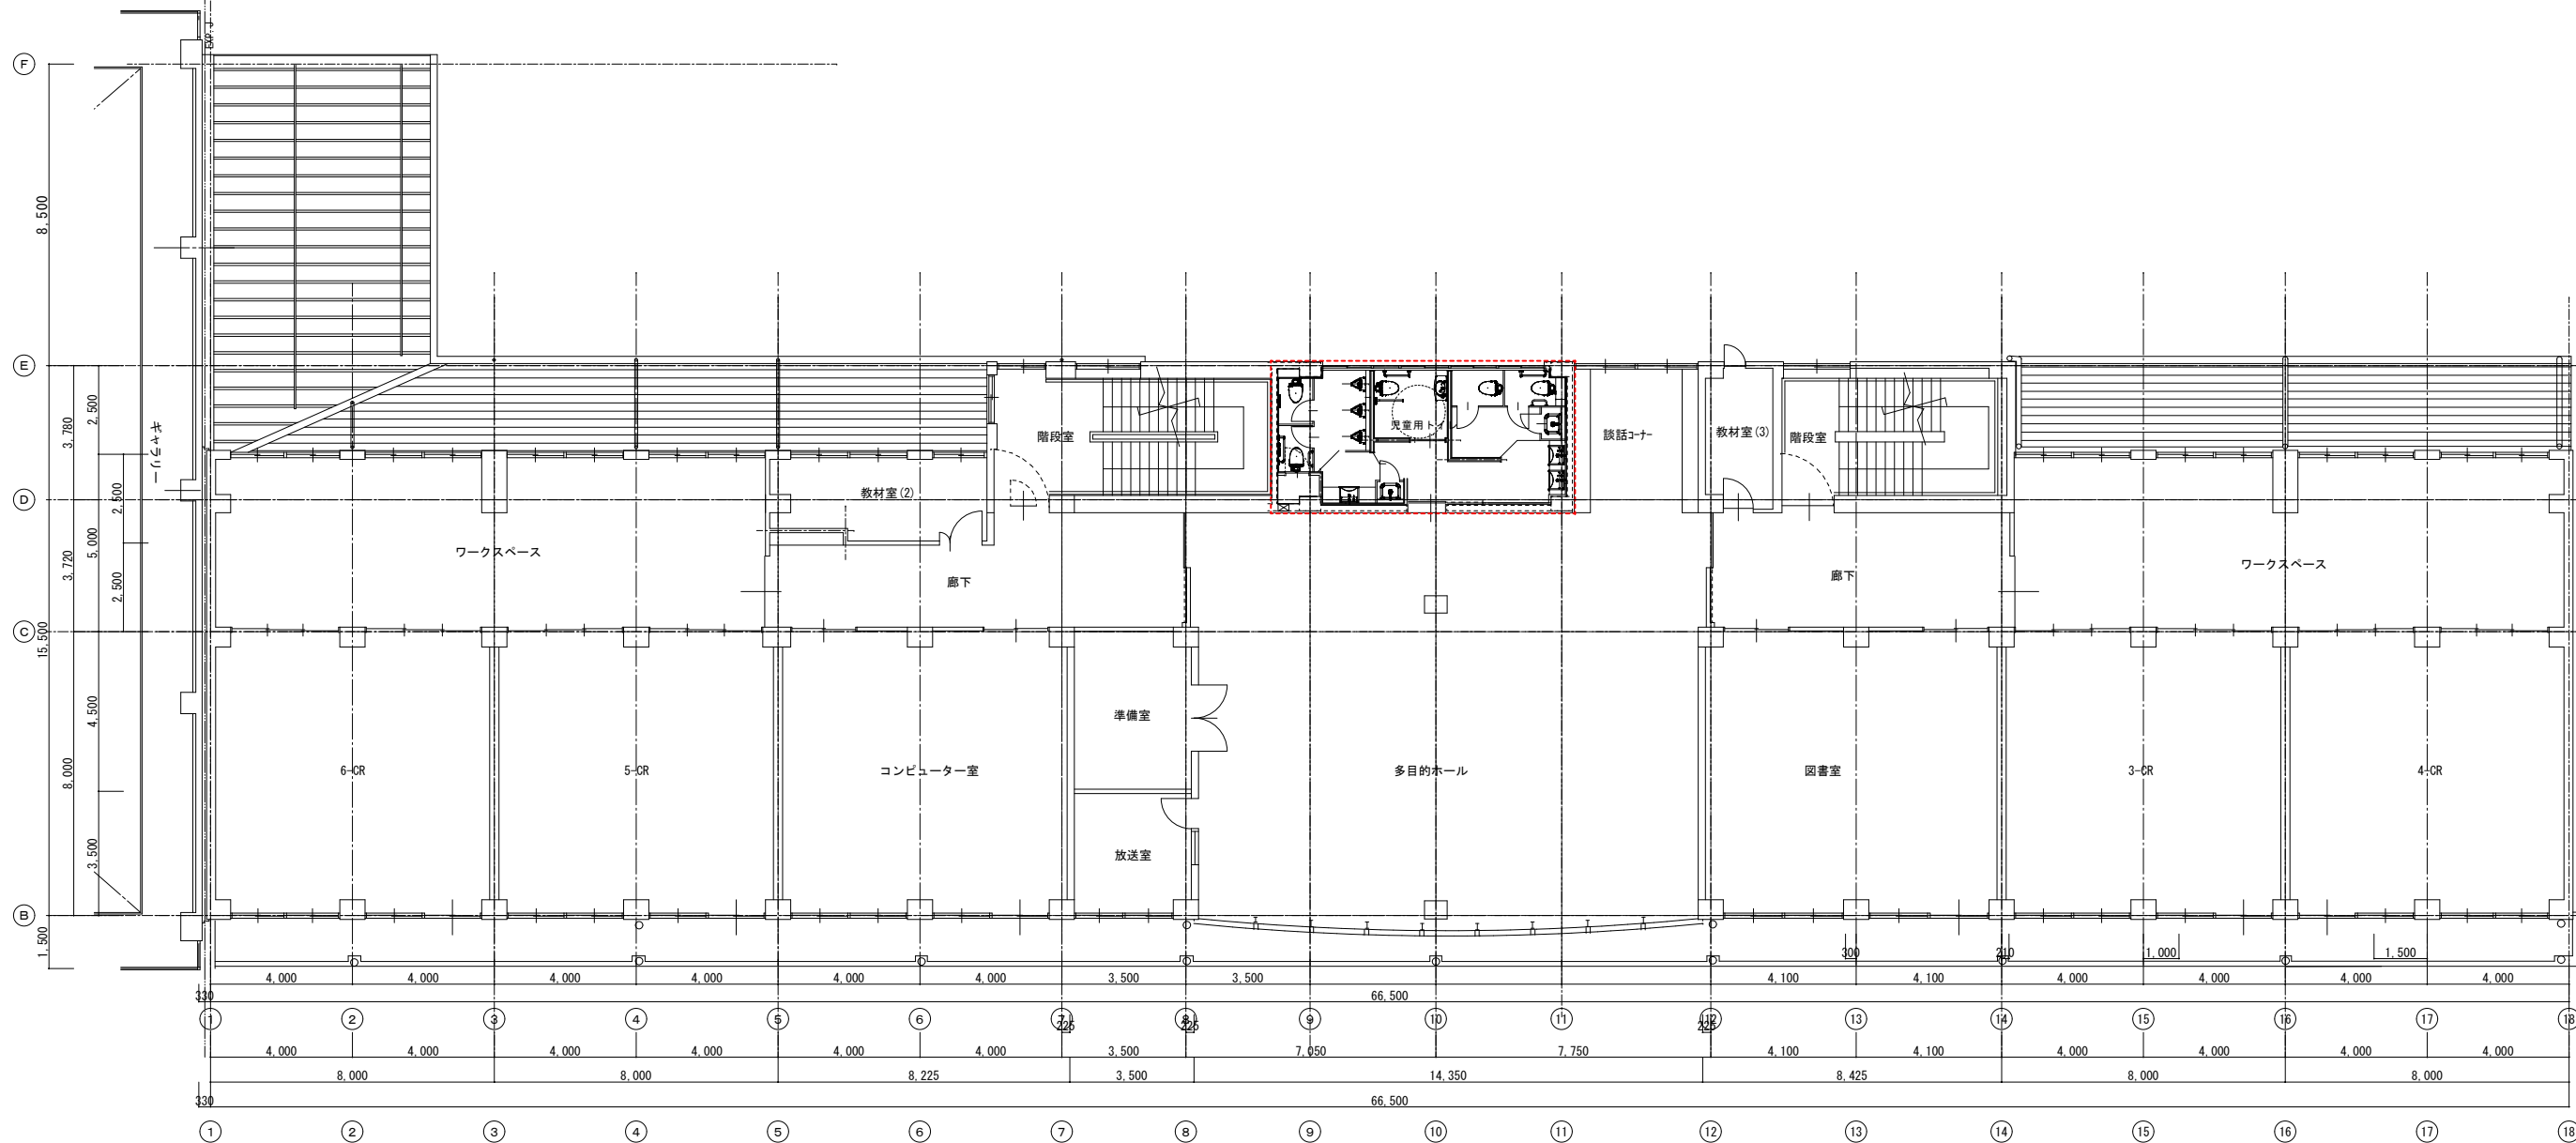 EXP.J
F
8,500
E
2,500
3,780
ギャラリー
階段室
児童用トイ
談話コーナー
教材室(3)
階段室
D
2,500
教材室(2)
5,000
3,720
2,500
ワークスペース
廊下
廊下
ワークスペース
C
15,500
4,500
準備室
8,000
6-CR
5-CR
コンピューター室
多目的ホール
図書室
3-CR
4-CR
3,500
放送室
B
1,500
300
210
1,000
1,500
4,000 4,000 4,000 4,000 4,000 4,000 3,500 3,500 4,100 4,100 4,000 4,000 4,000 4,000
330 66,500
1 2 3 4 5 6 7 8 9 10 11 12 13 14 15 16 17 18
225 225 225
4,000 4,000 4,000 4,000 4,000 4,000 3,500 7,050 7,750 4,100 4,100 4,000 4,000 4,000 4,000
8,000 8,000 8,225 3,500 14,350 8,425 8,000 8,000
330 66,500
1 2 3 4 5 6 7 8 9 10 11 12 13 14 15 16 17 18